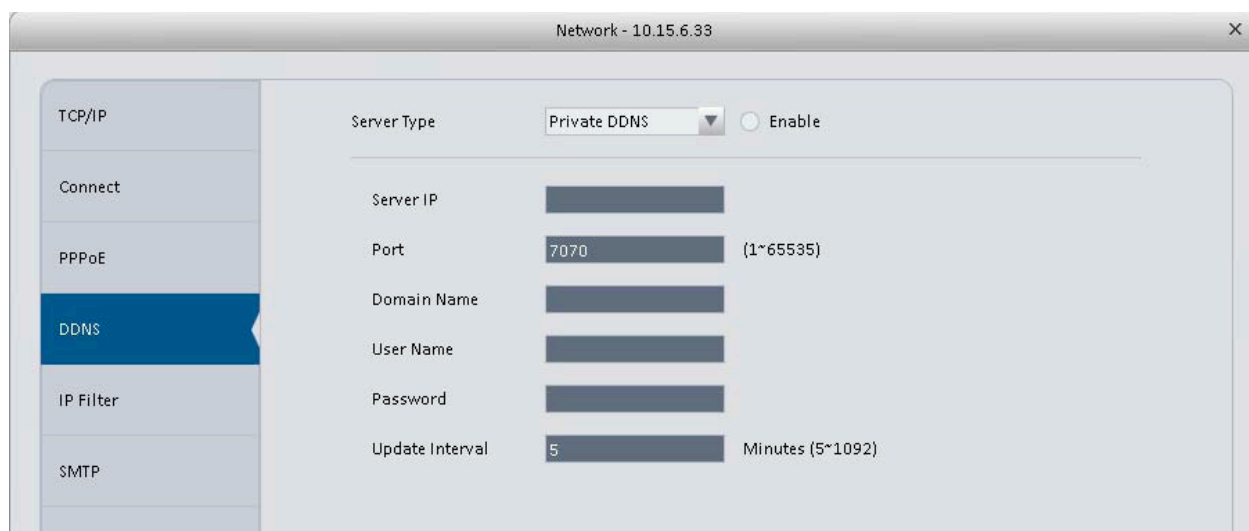 Network - 10.15.6.33
TCP/IP
Connect
PPPoE
DDNS
IP Filter
SMTP
Server Type Private DDNS Enable
Server IP
Port 7070 (1~65535)
Domain Name
User Name
Password
Update Interval 5 Minutes (5~1092)